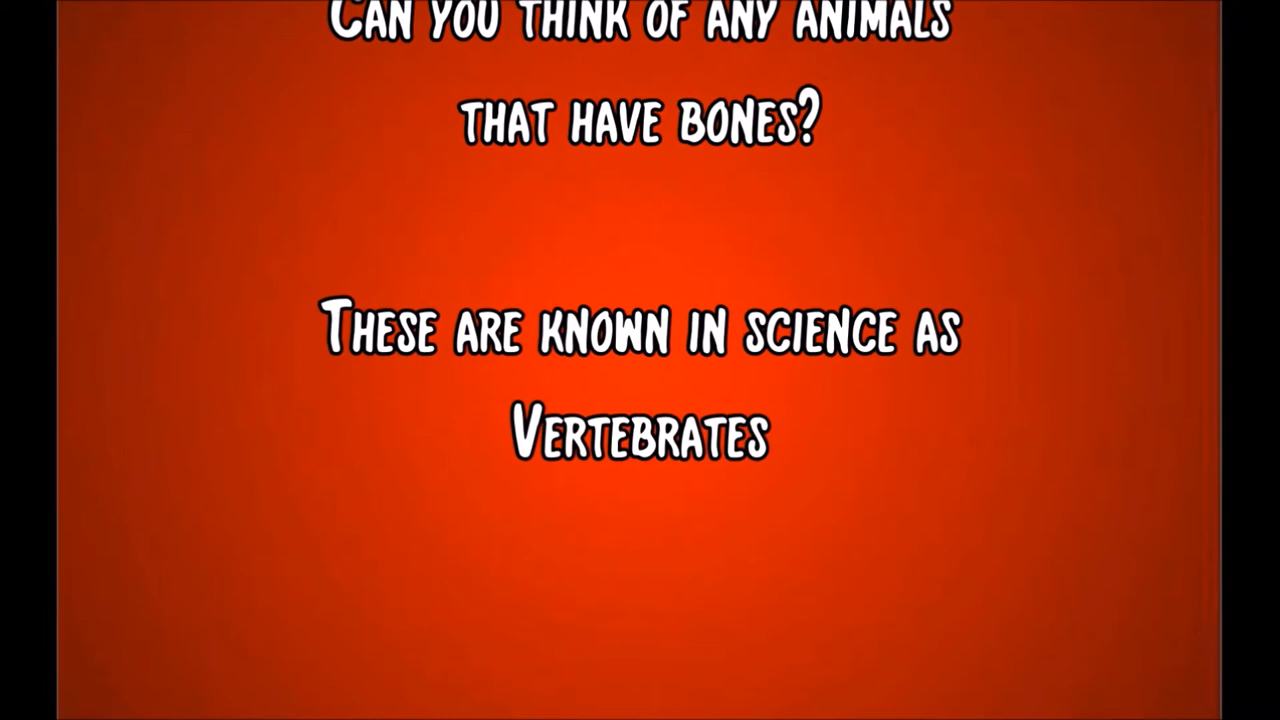 Can you think of any animals
that have bones?
These are known in science as
Vertebrates